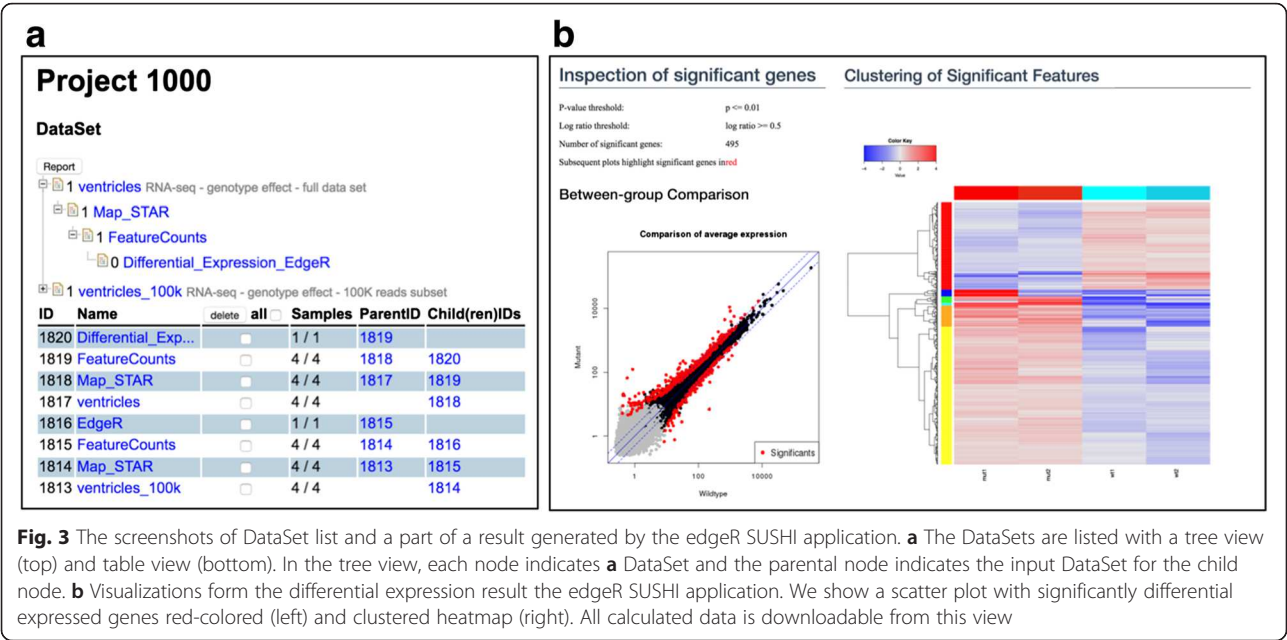 a
Project 1000
DataSet
Report
1 ventricles RNA-seq - genotype effect - full data set
1 Map_STAR
1 FeatureCounts
0 Differential_Expression_EdgeR
1 ventricles_100k RNA-seq - genotype effect - 100K reads subset
ID Name delete all Samples ParentID Child(ren)IDs
1820 Differential_Exp... 1 / 1 1819
1819 FeatureCounts 4 / 4 1818 1820
1818 Map_STAR 4 / 4 1817 1819
1817 ventricles 4 / 4 1818
1816 EdgeR 1 / 1 1815
1815 FeatureCounts 4 / 4 1814 1816
1814 Map_STAR 4 / 4 1813 1815
1813 ventricles_100k 4 / 4 1814
b
Inspection of significant genes
P-value threshold: p <= 0.01
Log ratio threshold: log ratio >= 0.5
Number of significant genes: 495
Subsequent plots highlight significant genes inred
Between-group Comparison
Comparison of average expression
Mutant
10000
100
1
Significants
1 100 10000
Wildtype
Clustering of Significant Features
Color Key
-4 -2 0 2 4
Value
mut1 mut2 wt1 wt2
Fig. 3 The screenshots of DataSet list and a part of a result generated by the edgeR SUSHI application. a The DataSets are listed with a tree view
(top) and table view (bottom). In the tree view, each node indicates a DataSet and the parental node indicates the input DataSet for the child
node. b Visualizations form the differential expression result the edgeR SUSHI application. We show a scatter plot with significantly differential
expressed genes red-colored (left) and clustered heatmap (right). All calculated data is downloadable from this view